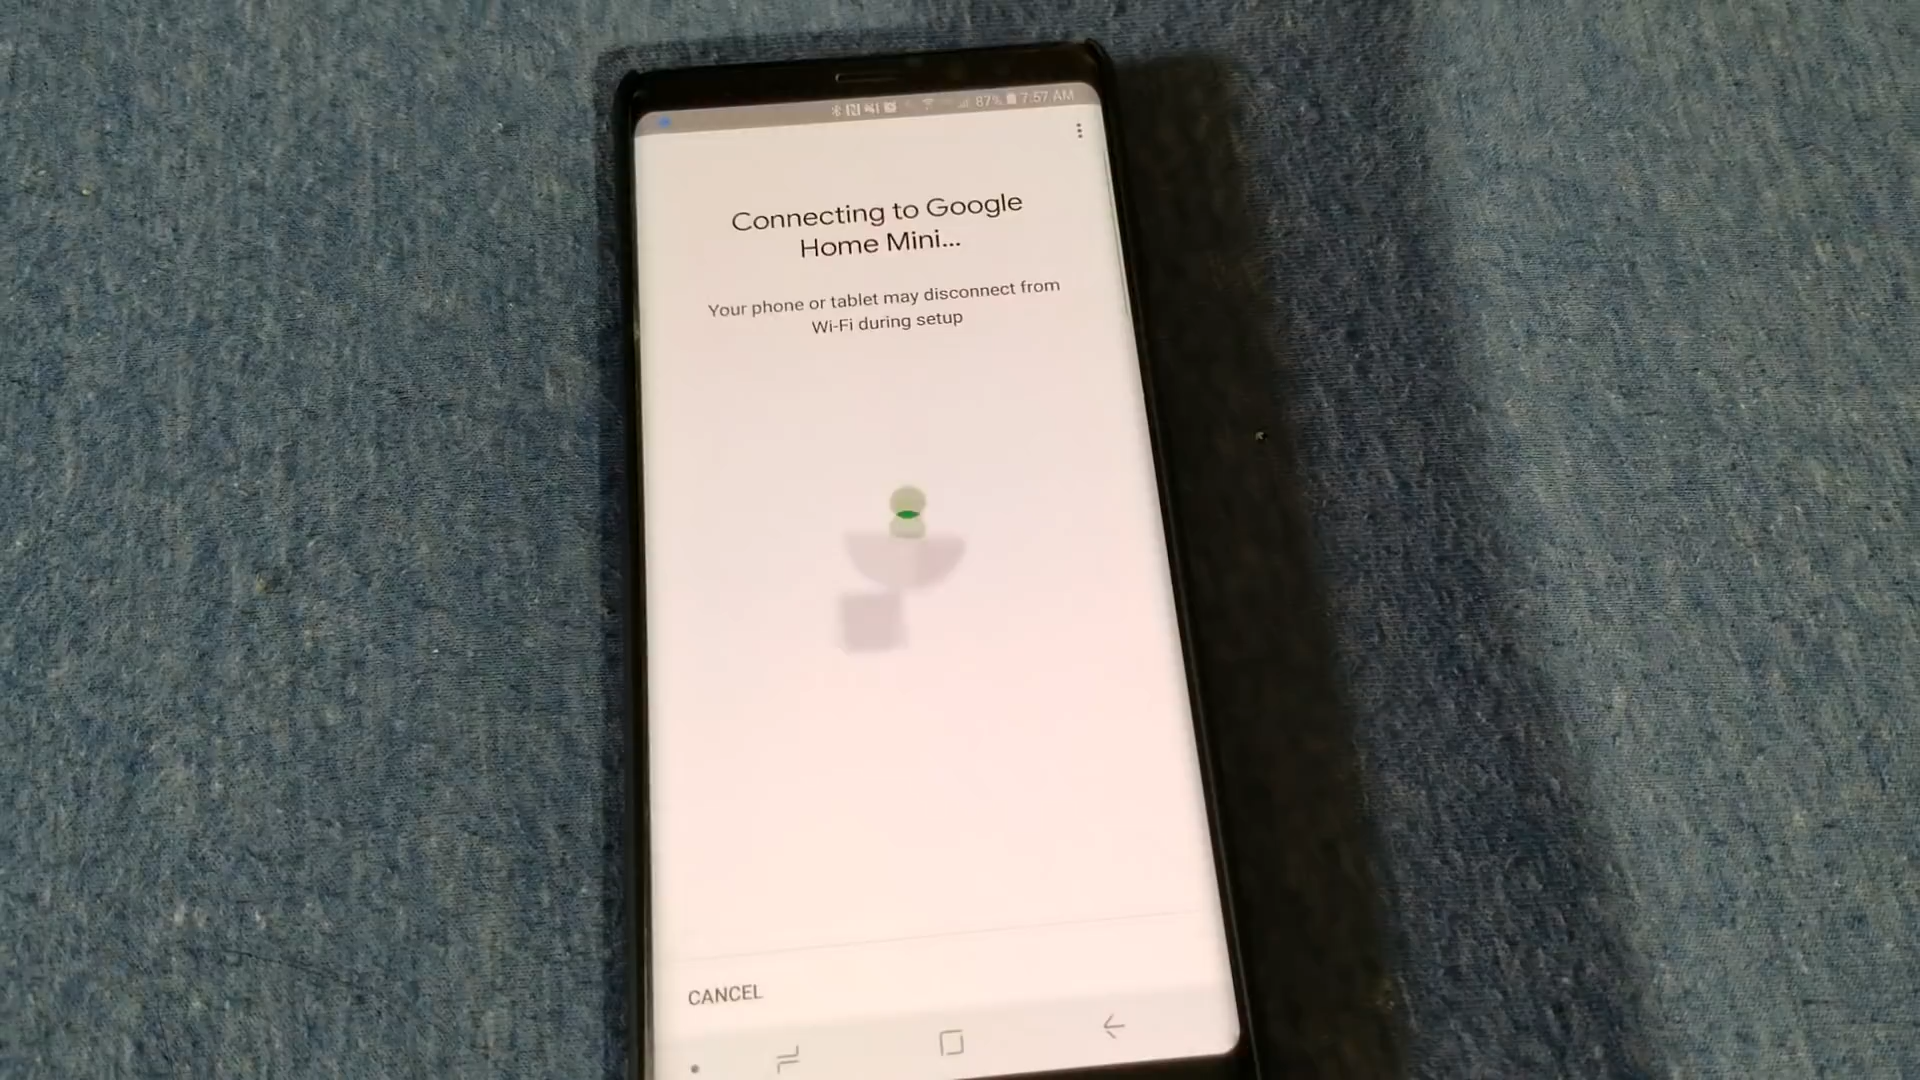 87% 7:57 AM
Connecting to Google
Home Mini...
Your phone or tablet may disconnect from
Wi-Fi during setup
CANCEL